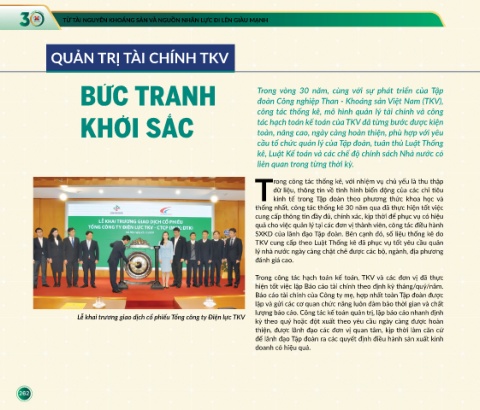 30
TỪ TÀI NGUYÊN KHOÁNG SẢN VÀ NGUỒN NHÂN LỰC ĐI LÊN GIÀU MẠNH
QUẢN TRỊ TÀI CHÍNH TKV
BỨC TRANH
KHỞI SẮC
Trong vòng 30 năm, cùng với sự phát triển của Tập
đoàn Công nghiệp Than - Khoáng sản Việt Nam (TKV),
công tác thống kê, mô hình quản lý tài chính và công
tác hạch toán kế toán của TKV đã từng bước được kiện
toàn, nâng cao, ngày càng hoàn thiện, phù hợp với yêu
cầu tổ chức quản lý của Tập đoàn, tuân thủ Luật Thống
kê, Luật Kế toán và các chế độ chính sách Nhà nước có
liên quan trong từng thời kỳ.
Trong công tác thống kê, với nhiệm vụ chủ yếu là thu thập
dữ liệu, thông tin về tình hình biến động của các chỉ tiêu
kinh tế trong Tập đoàn theo phương thức khoa học và
thống nhất, công tác thống kê 30 năm qua đã thực hiện tốt việc
cung cấp thông tin đầy đủ, chính xác, kịp thời để phục vụ có hiệu
quả cho việc quản lý tại các đơn vị thành viên, công tác điều hành
SXKD của lãnh đạo Tập đoàn. Bên cạnh đó, số liệu thống kê do
TKV cung cấp theo Luật Thống kê đã phục vụ tốt yêu cầu quản
lý nhà nước ngày càng chặt chẽ được các bộ, ngành, địa phương
đánh giá cao.
Trong công tác hạch toán kế toán, TKV và các đơn vị đã thực
hiện tốt việc lập Báo cáo tài chính theo định kỳ tháng/quý/năm.
Báo cáo tài chính của Công ty mẹ, hợp nhất toàn Tập đoàn được
lập và gửi các cơ quan chức năng luôn đảm bảo thời gian và chất
lượng báo cáo. Công tác kế toán quản trị, lập báo cáo nhanh định
kỳ theo quý hoặc đột xuất theo yêu cầu ngày càng được hoàn
thiện, được lãnh đạo các đơn vị quan tâm, kịp thời làm căn cứ
để lãnh đạo Tập đoàn ra các quyết định điều hành sản xuất kinh
doanh có hiệu quả.
LỄ KHAI TRƯƠNG GIAO DỊCH CỔ PHIẾU
TỔNG CÔNG TY ĐIỆN LỰC TKV - CTCP
Lễ khai trương giao dịch cổ phiếu Tổng công ty Điện lực TKV
282